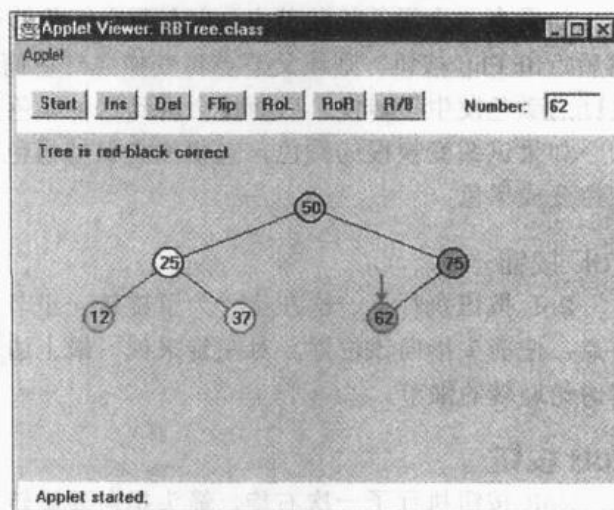 Applet Viewer: RBTree.class
Applet
Start Ins Del Flip RoL RoR R/B Number: 62
Tree is red-black correct
50
25 75
12 37 62
Applet started.